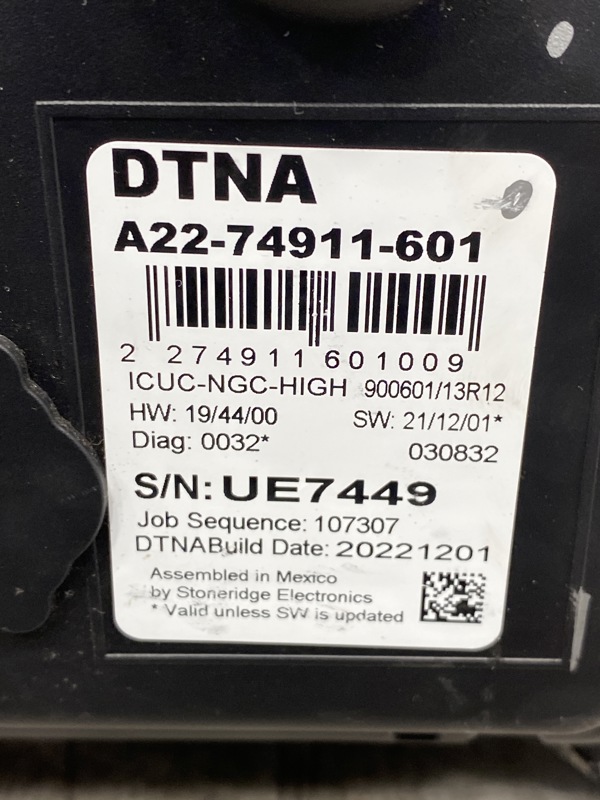 DTNA
A22-74911-601
2 274911 601009
ICUC-NGC-HIGH 900601/13R12
HW: 19/44/00 SW: 21/12/01*
Diag: 0032* 030832
S/N: UE7449
Job Sequence: 107307
DTNABuild Date: 20221201
Assembled in Mexico
by Stoneridge Electronics
* Valid unless SW is updated